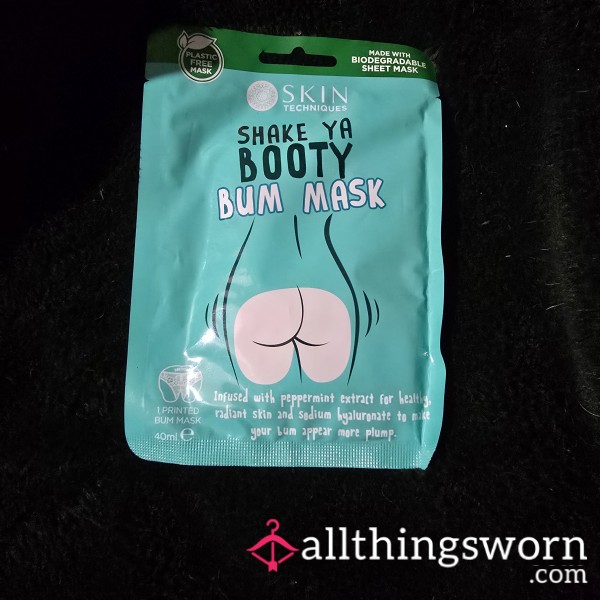 PLASTIC
FREE
MASK
MADE WITH
BIODEGRADABLE
SHEET MASK
SKIN
TECHNIQUES
SHAKE YA
BOOTY
BUM MASK
1 PRINTED
BUM MASK
40ml e
Infused with peppermint extract for healthy,
radiant skin and sodium hyaluronate to make
your bum appear more plump.
allthingsworn
.com